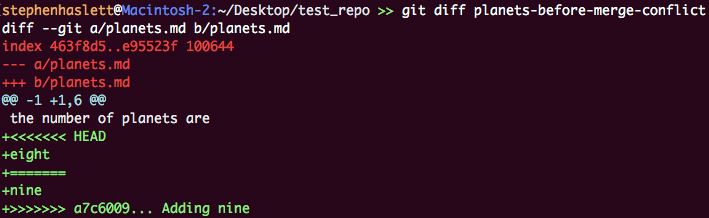 [stephenhaslett@Macintosh-2:~/Desktop/test_repo >> git diff planets-before-merge-conflict
diff --git a/planets.md b/planets.md
index 463f8d5..e95523f 100644
--- a/planets.md
+++ b/planets.md
@@ -1 +1,6 @@
 the number of planets are
+<<<<<<< HEAD
+eight
+=======
+nine
+>>>>>>> a7c6009... Adding nine